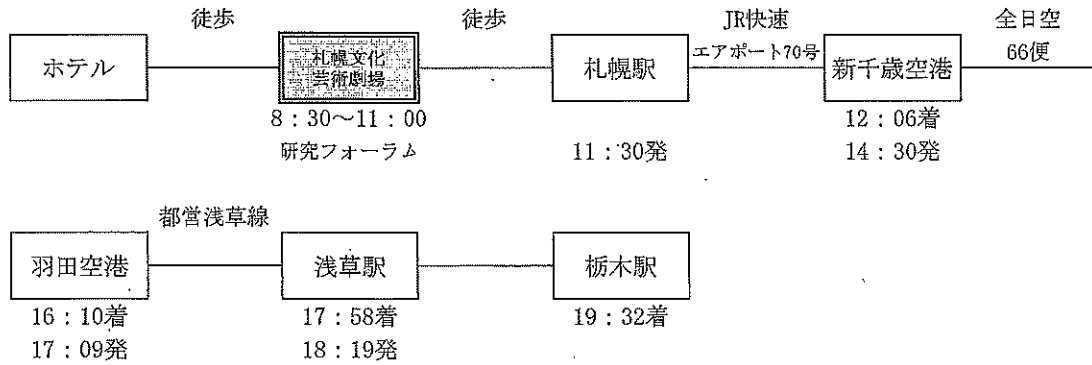 徒歩
徒歩
JR快速
全日空
ホテル
札幌文化
芸術劇場
札幌駅
エアポート70号
新千歳空港
66便
8:30～11:00
12:06着
研究フォーラム
11:30発
14:30発
都営浅草線
羽田空港
浅草駅
栃木駅
16:10着
17:58着
19:32着
17:09発
18:19発